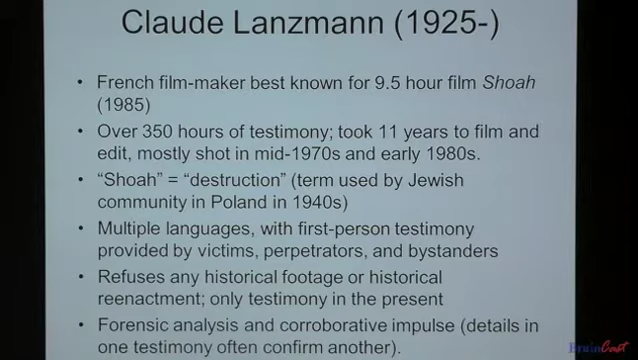 Claude Lanzmann (1925-)
• French film-maker best known for 9.5 hour film Shoah
(1985)
• Over 350 hours of testimony; took 11 years to film and
edit, mostly shot in mid-1970s and early 1980s.
• “Shoah” = “destruction” (term used by Jewish
community in Poland in 1940s)
• Multiple languages, with first-person testimony
provided by victims, perpetrators, and bystanders
• Refuses any historical footage or historical
reenactment; only testimony in the present
• Forensic analysis and corroborative impulse (details in
one testimony often confirm another).
BruinCast